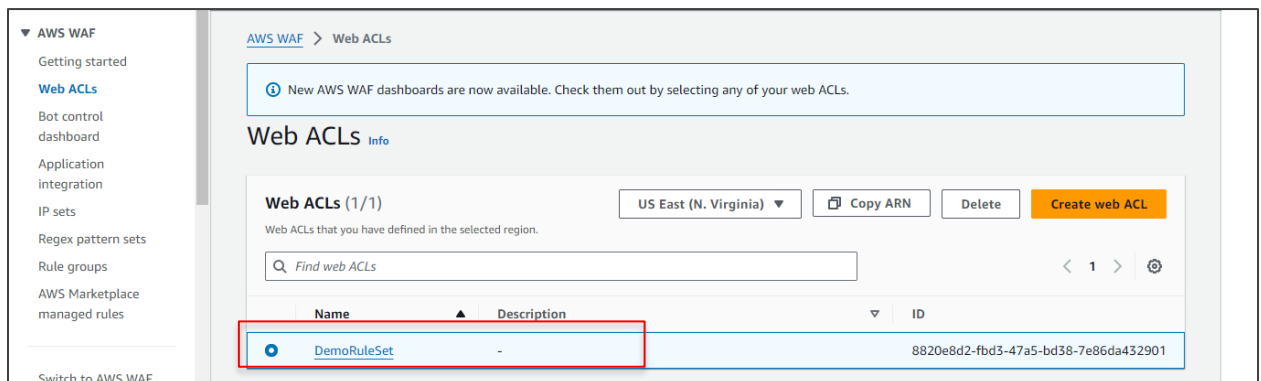 AWS WAF
Getting started
Web ACLs
Bot control
dashboard
Application
integration
IP sets
Regex pattern sets
Rule groups
AWS Marketplace
managed rules
Switch to AWS WAF
AWS WAF > Web ACLs
New AWS WAF dashboards are now available. Check them out by selecting any of your web ACLs.
Web ACLs Info
Web ACLs (1/1)
US East (N. Virginia)
Copy ARN
Delete
Create web ACL
Web ACLs that you have defined in the selected region.
Find web ACLs
< 1 >
Name Description ID
DemoRuleSet - 8820e8d2-fbd3-47a5-bd38-7e86da432901